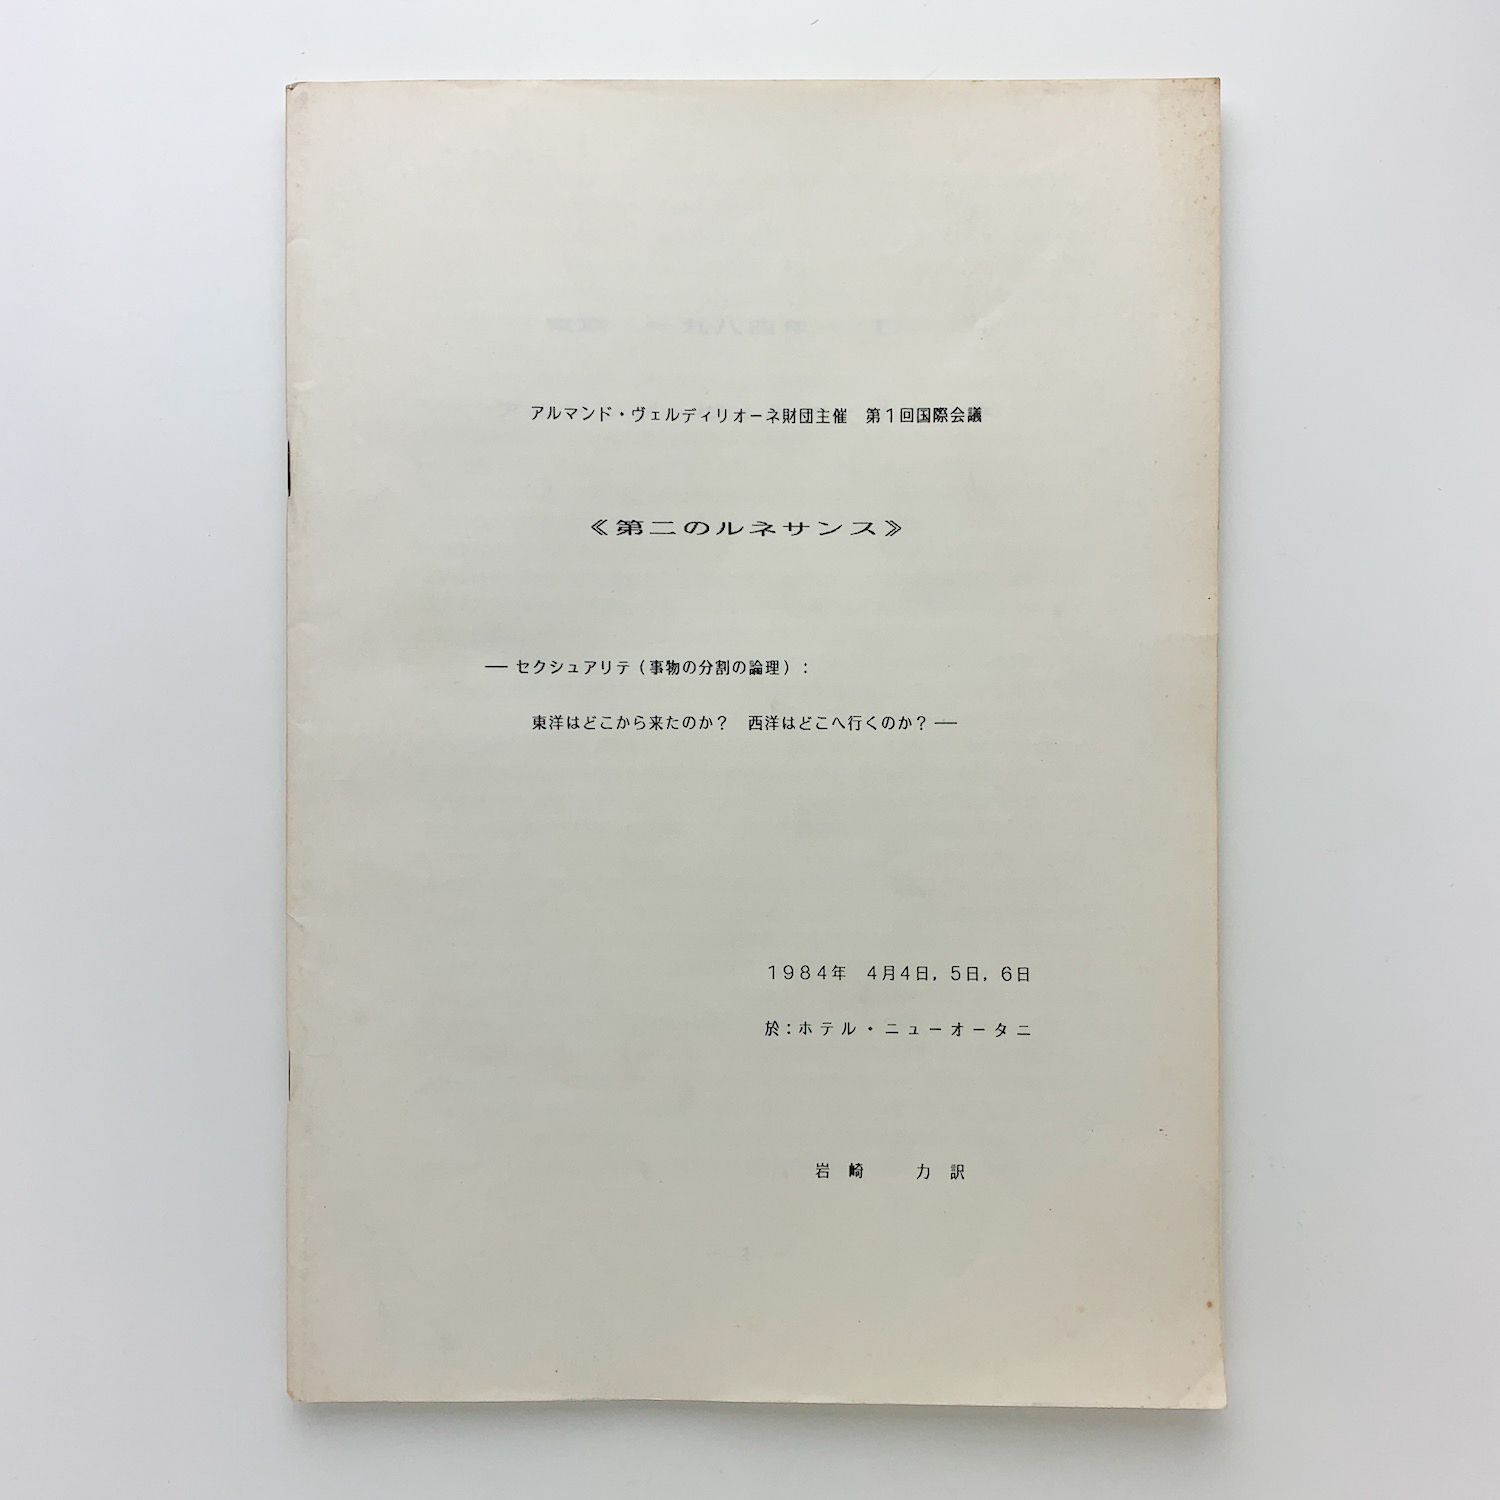 アルマンド・ヴェルディリオーネ財団主催　第１回国際会議
《第二のルネサンス》
― セクシュアリテ（事物の分割の論理）：
東洋はどこから来たのか？　西洋はどこへ行くのか？ ―
１９８４年　４月４日，５日，６日
於：ホテル・ニューオータニ
岩　崎　　　力　訳